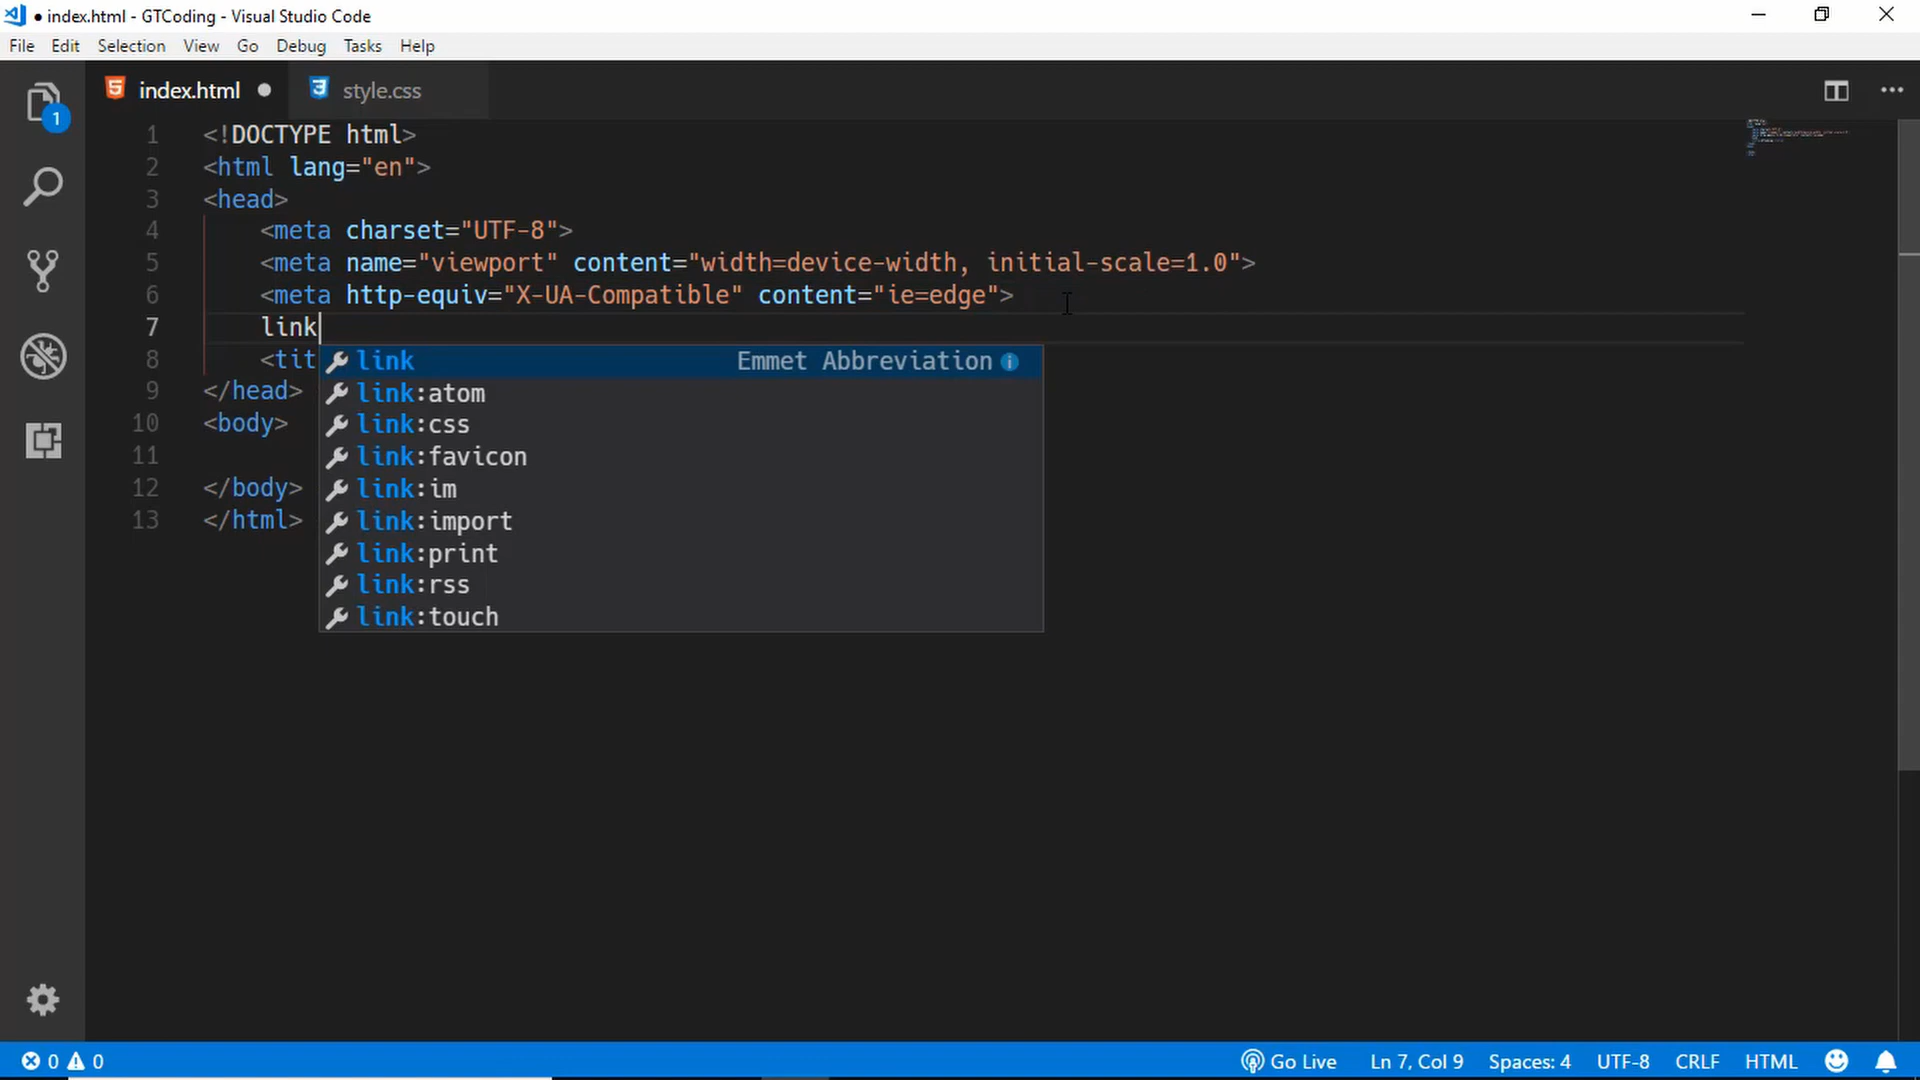 ● index.html - GTCoding - Visual Studio Code
File Edit Selection View Go Debug Tasks Help
index.html ● style.css
1
1 <!DOCTYPE html>
2 <html lang="en">
3 <head>
4 <meta charset="UTF-8">
5 <meta name="viewport" content="width=device-width, initial-scale=1.0">
6 <meta http-equiv="X-UA-Compatible" content="ie=edge">
7 link
8 <tit
link Emmet Abbreviation
9 </head>
link:atom
10 <body>
link:css
11
link:favicon
12 </body>
link:im
13 </html>
link:import
link:print
link:rss
link:touch
0 0 Go Live Ln 7, Col 9 Spaces: 4 UTF-8 CRLF HTML